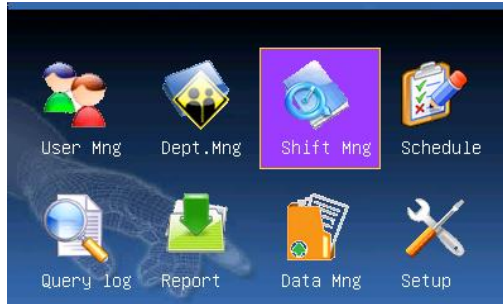 User Mng
Dept.Mng
Shift Mng
Schedule
Query log
Report
Data Mng
Setup